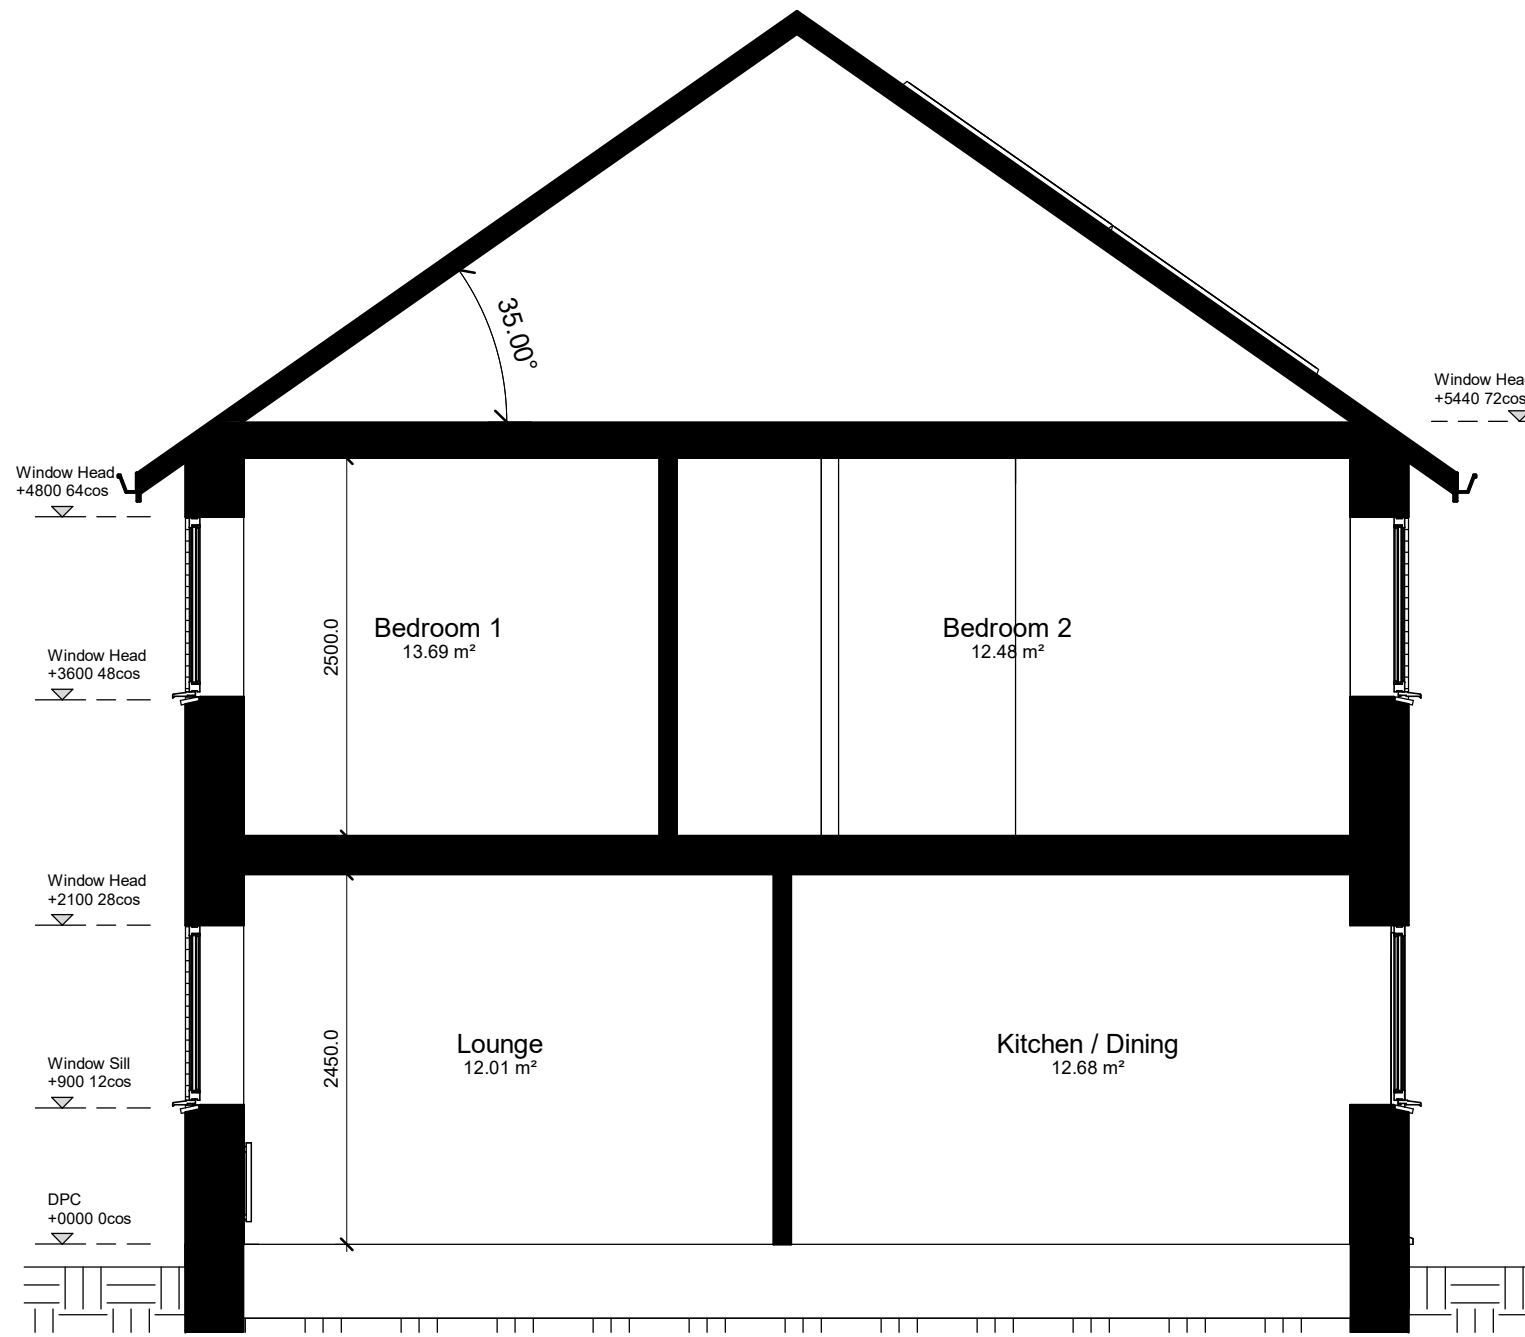 35.00°
Window Hea
+5440 72cos
Window Head
+4800 64cos
2500.0
Bedroom 1
13.69 m²
Bedroom 2
12.48 m²
Window Head
+3600 48cos
Window Head
+2100 28cos
2450.0
Lounge
12.01 m²
Kitchen / Dining
12.68 m²
Window Sill
+900 12cos
DPC
+0000 0cos